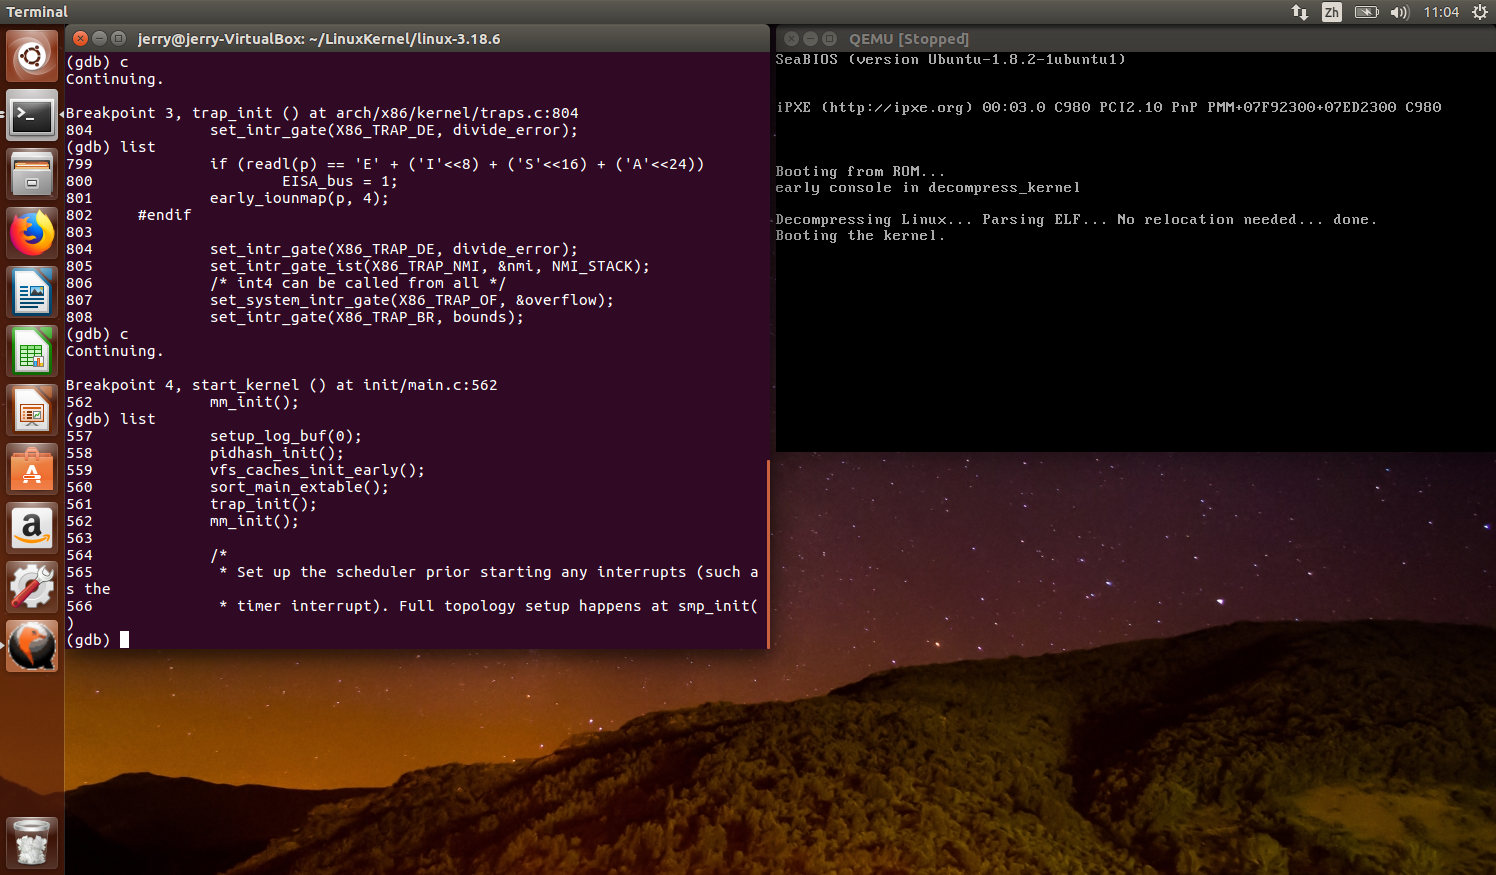 Terminal
Zh
11:04
jerry@jerry-VirtualBox: ~/LinuxKernel/linux-3.18.6
(gdb) c
Continuing.
Breakpoint 3, trap_init () at arch/x86/kernel/traps.c:804
804             set_intr_gate(X86_TRAP_DE, divide_error);
(gdb) list
799             if (readl(p) == 'E' + ('I'<<8) + ('S'<<16) + ('A'<<24))
800                     EISA_bus = 1;
801             early_iounmap(p, 4);
802     #endif
803
804             set_intr_gate(X86_TRAP_DE, divide_error);
805             set_intr_gate_ist(X86_TRAP_NMI, &nmi, NMI_STACK);
806             /* int4 can be called from all */
807             set_system_intr_gate(X86_TRAP_OF, &overflow);
808             set_intr_gate(X86_TRAP_BR, bounds);
(gdb) c
Continuing.
Breakpoint 4, start_kernel () at init/main.c:562
562             mm_init();
(gdb) list
557             setup_log_buf(0);
558             pidhash_init();
559             vfs_caches_init_early();
560             sort_main_extable();
561             trap_init();
562             mm_init();
563
564             /*
565              * Set up the scheduler prior starting any interrupts (such a
s the
566              * timer interrupt). Full topology setup happens at smp_init(
)
(gdb)
QEMU [Stopped]
SeaBIOS (version Ubuntu-1.8.2-1ubuntu1)
iPXE (http://ipxe.org) 00:03.0 C980 PCI2.10 PnP PMM+07F92300+07ED2300 C980
Booting from ROM...
early console in decompress_kernel
Decompressing Linux... Parsing ELF... No relocation needed... done.
Booting the kernel.